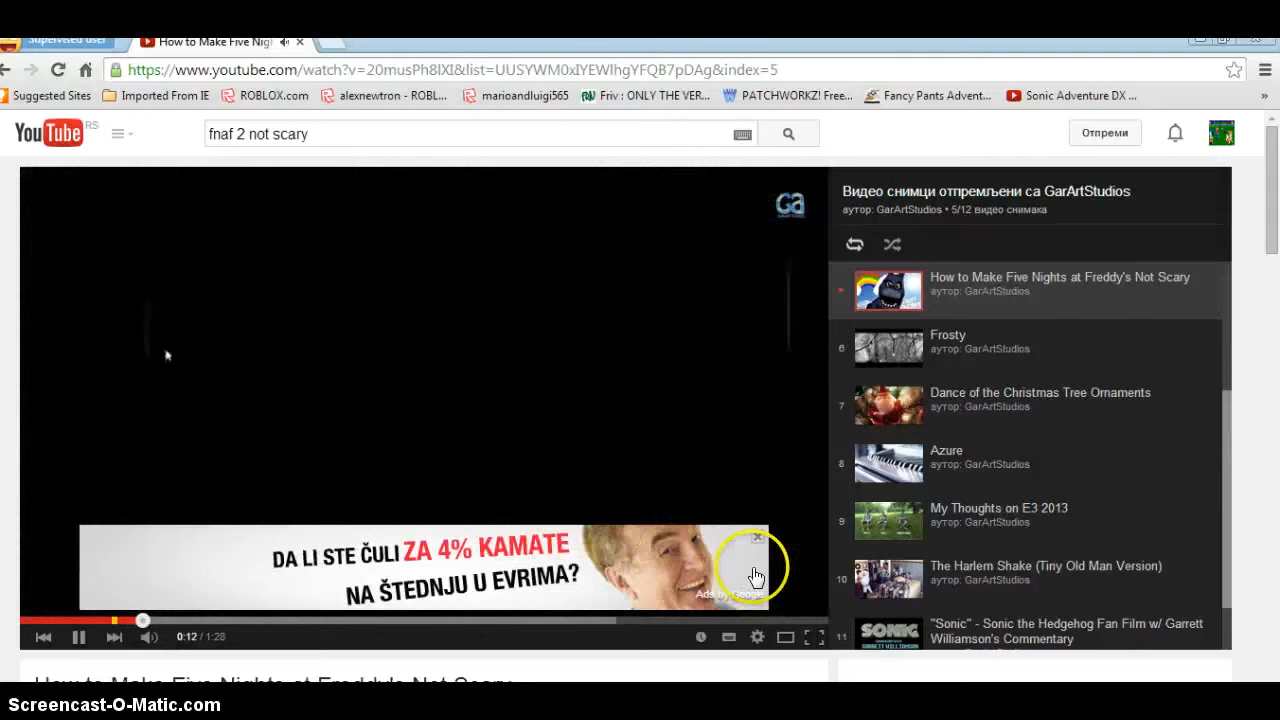 Supervised user
How to Make Five Nigh
https://www.youtube.com/watch?v=20musPh8lXI&list=UUSYWM0xIYEWlhgYFQB7pDAg&index=5
Suggested Sites Imported From IE ROBLOX.com alexnewtron - ROBL... marioandluigi565 Friv : ONLY THE VER... PATCHWORKZ! Free... Fancy Pants Advent... Sonic Adventure DX ... »
YouTube RS
fnaf 2 not scary
Отпреми
Ga
Видео снимци отпремљени са GarArtStudios
аутор: GarArtStudios • 5/12 видео снимака
How to Make Five Nights at Freddy's Not Scary
аутор: GarArtStudios
6 Frosty
аутор: GarArtStudios
7 Dance of the Christmas Tree Ornaments
аутор: GarArtStudios
8 Azure
аутор: GarArtStudios
9 My Thoughts on E3 2013
аутор: GarArtStudios
10 The Harlem Shake (Tiny Old Man Version)
аутор: GarArtStudios
11 "Sonic" - Sonic the Hedgehog Fan Film w/ Garrett
Williamson's Commentary
SONIC
DA LI STE ČULI ZA 4% KAMATE
NA ŠTEDNJU U EVRIMA?
Ads by Google
0:12 / 1:28
How to Make Five Nights at Freddy's Not Scary
Screencast-O-Matic.com